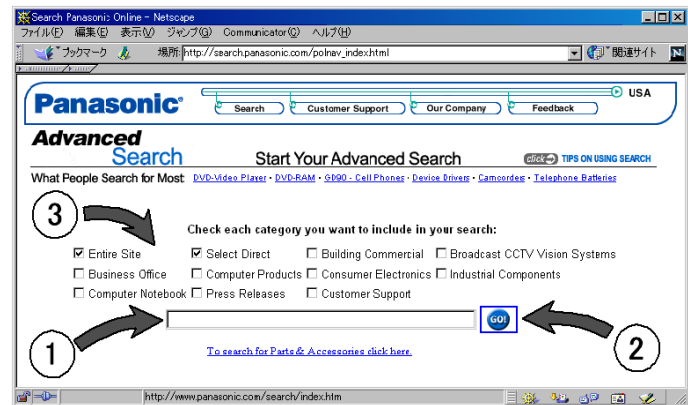 Search Panasonic Online - Netscape
ファイル(F) 編集(E) 表示(V) ジャンプ(G) Communicator(C) ヘルプ(H)
ブックマーク 場所: http://search.panasonic.com/polnav_index.html 関連サイト N
Panasonic® Search Customer Support Our Company Feedback USA
Advanced
Search Start Your Advanced Search click TIPS ON USING SEARCH
What People Search for Most: DVD-Video Player • DVD-RAM • GD90 - Cell Phones • Device Drivers • Camcorder • Telephone Batteries
3
Check each category you want to include in your search:
Entire Site Select Direct Building Commercial Broadcast CCTV Vision Systems
Business Office Computer Products Consumer Electronics Industrial Components
Computer Notebook Press Releases Customer Support
GO!
1 2
To search for Parts & Accessories click here.
http://www.panasonic.com/search/index.htm